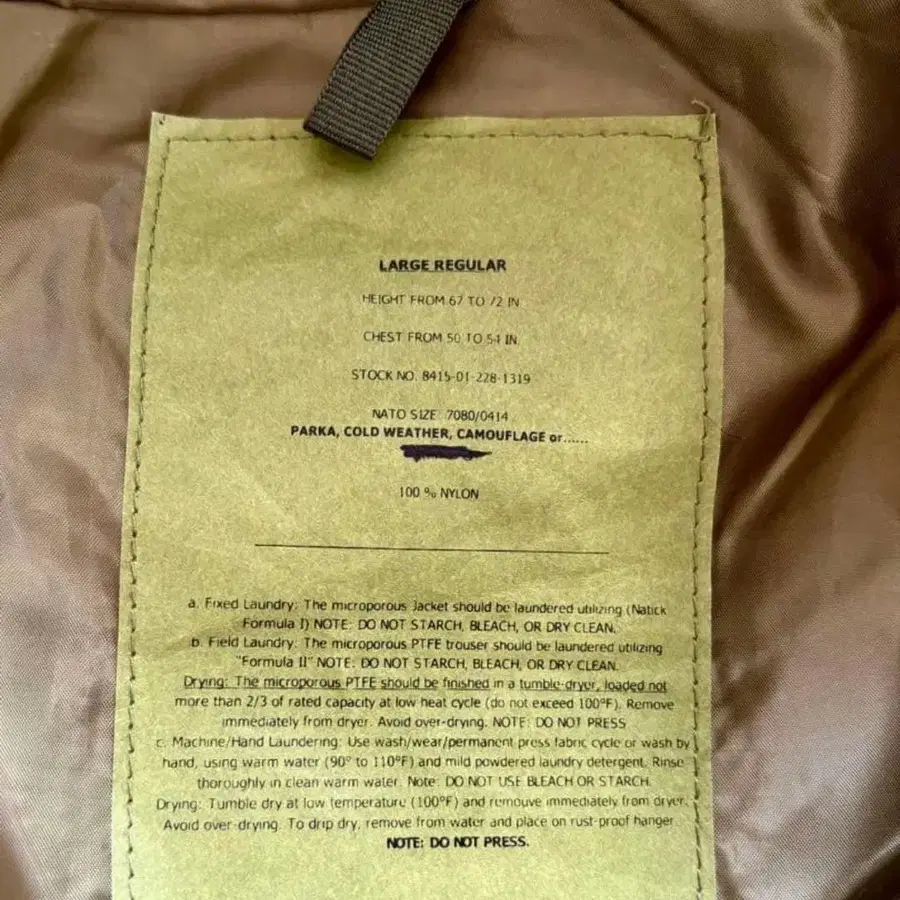 LARGE REGULAR
HEIGHT FROM 67 TO 72 IN
CHEST FROM 50 TO 54 IN.
STOCK NO. 8415-01-228-1319
NATO SIZE 7080/0414
PARKA, COLD WEATHER, CAMOUFLAGE or......
100 % NYLON
a. Fixed Laundry: The microporous Jacket should be laundered utilizing (Natick
Formula I) NOTE: DO NOT STARCH, BLEACH, OR DRY CLEAN.
b. Field Laundry: The microporous PTFE trouser should be laundered utilizing
"Formula II" NOTE: DO NOT STARCH, BLEACH, OR DRY CLEAN.
Drying: The microporous PTFE should be finished in a tumble-dryer, loaded not
more than 2/3 of rated capacity at low heat cycle (do not exceed 100°F). Remove
immediately from dryer. Avoid over-drying. NOTE: DO NOT PRESS
c. Machine/Hand Laundering: Use wash/wear/permanent press fabric cycle or wash by
hand, using warm water (90° to 110°F) and mild powdered laundry detergent. Rinse
thoroughly in clean warm water. Note: DO NOT USE BLEACH OR STARCH.
Drying: Tumble dry at low temperature (100°F) and remouve immediately from dryer.
Avoid over-drying. To drip dry, remove from water and place on rust-proof hanger.
NOTE: DO NOT PRESS.